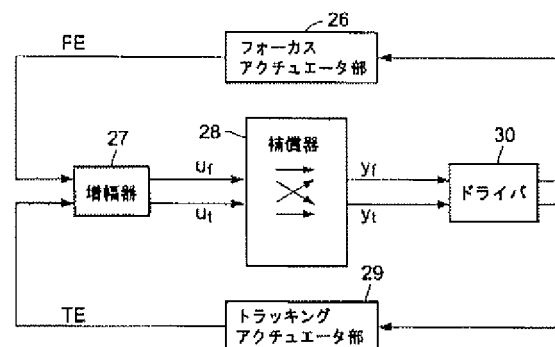 26
FE
フォーカス
アクチュエータ部
27
28
30
増幅器
uf
ut
補償器
yf
yt
ドライバ
29
TE
トラッキング
アクチュエータ部